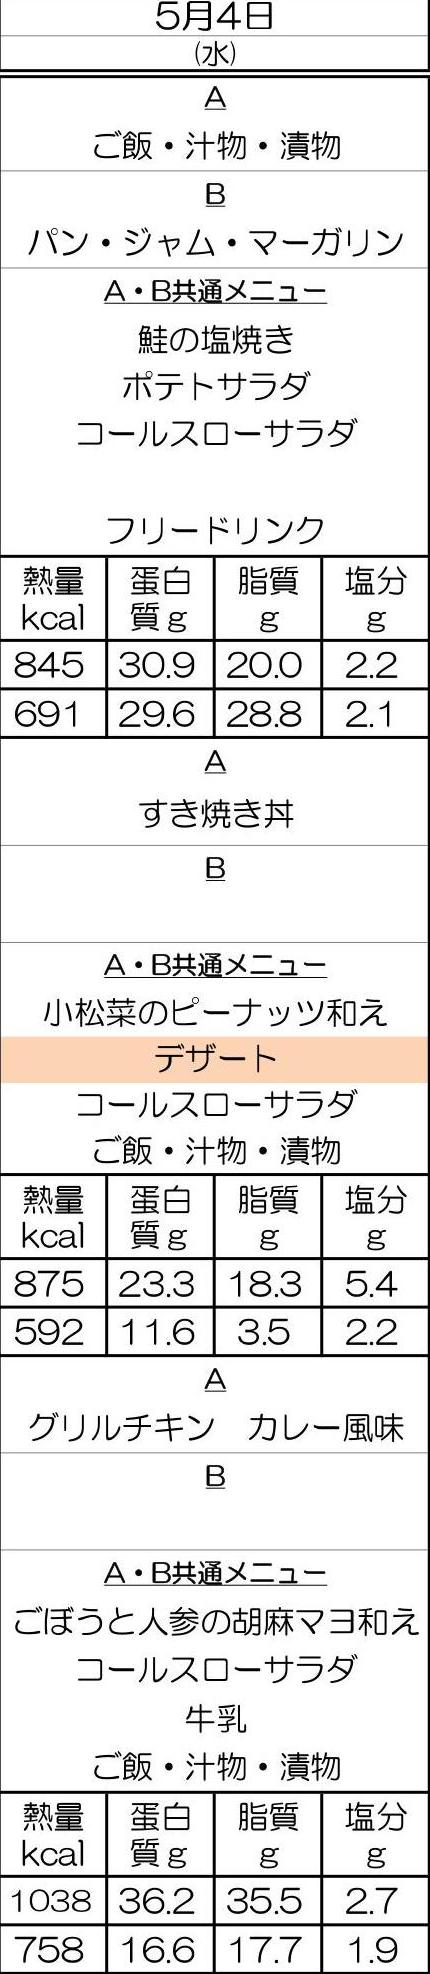 5月4日
(水)
A
ご飯・汁物・漬物
B
パン・ジャム・マーガリン
A・B共通メニュー
鮭の塩焼き
ポテトサラダ
コールスローサラダ
フリードリンク
熱量 蛋白 脂質 塩分
kcal 質g g g
845 30.9 20.0 2.2
691 29.6 28.8 2.1
A
すき焼き丼
B
A・B共通メニュー
小松菜のピーナッツ和え
デザート
コールスローサラダ
ご飯・汁物・漬物
熱量 蛋白 脂質 塩分
kcal 質g g g
875 23.3 18.3 5.4
592 11.6 3.5 2.2
A
グリルチキン カレー風味
B
A・B共通メニュー
ごぼうと人参の胡麻マヨ和え
コールスローサラダ
牛乳
ご飯・汁物・漬物
熱量 蛋白 脂質 塩分
kcal 質g g g
1038 36.2 35.5 2.7
758 16.6 17.7 1.9